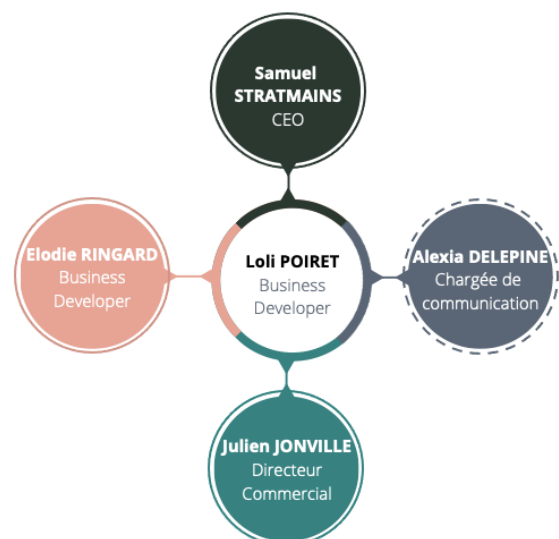 Samuel
STRATMAINS
CEO
Elodie RINGARD
Business
Developer
Loli POIRET
Business
Developer
Alexia DELEPINE
Chargée de
communication
Julien JONVILLE
Directeur
Commercial